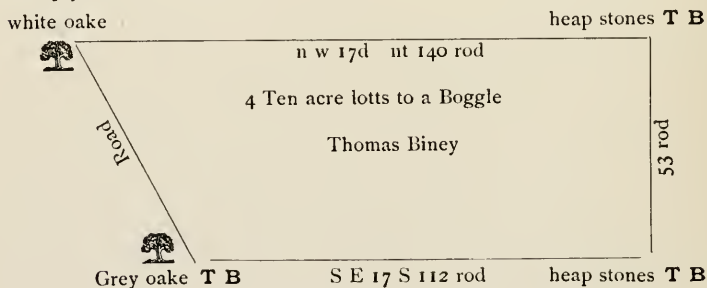 white oake heap stones T B
n w 17d nt 140 rod
4 Ten acre lotts to a Boggle
Thomas Biney
Road
53 rod
Grey oake T B S E 17 S 112 rod heap stones T B